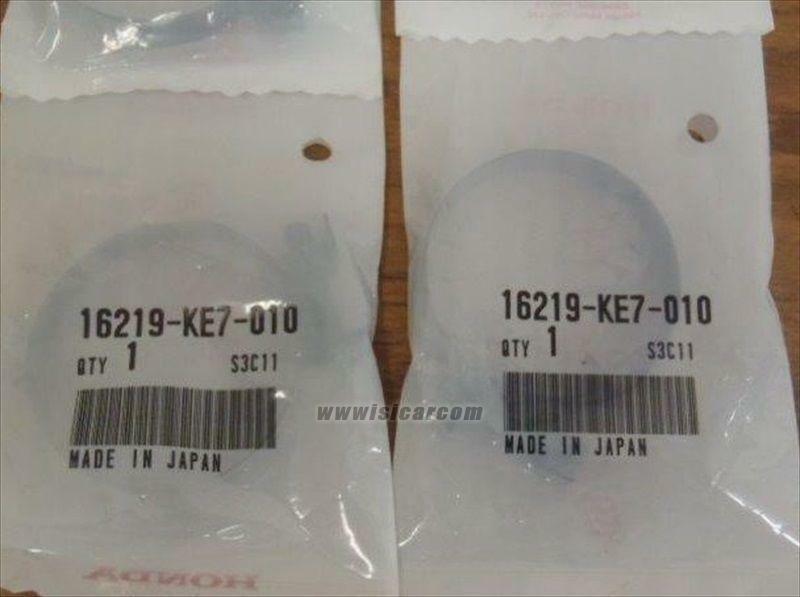 16219-KE7-010
QTY 1 S3C11
MADE IN JAPAN
HONDA
16219-KE7-010
QTY 1 S3C11
MADE IN JAPAN
HONDA
wwwisicarcom